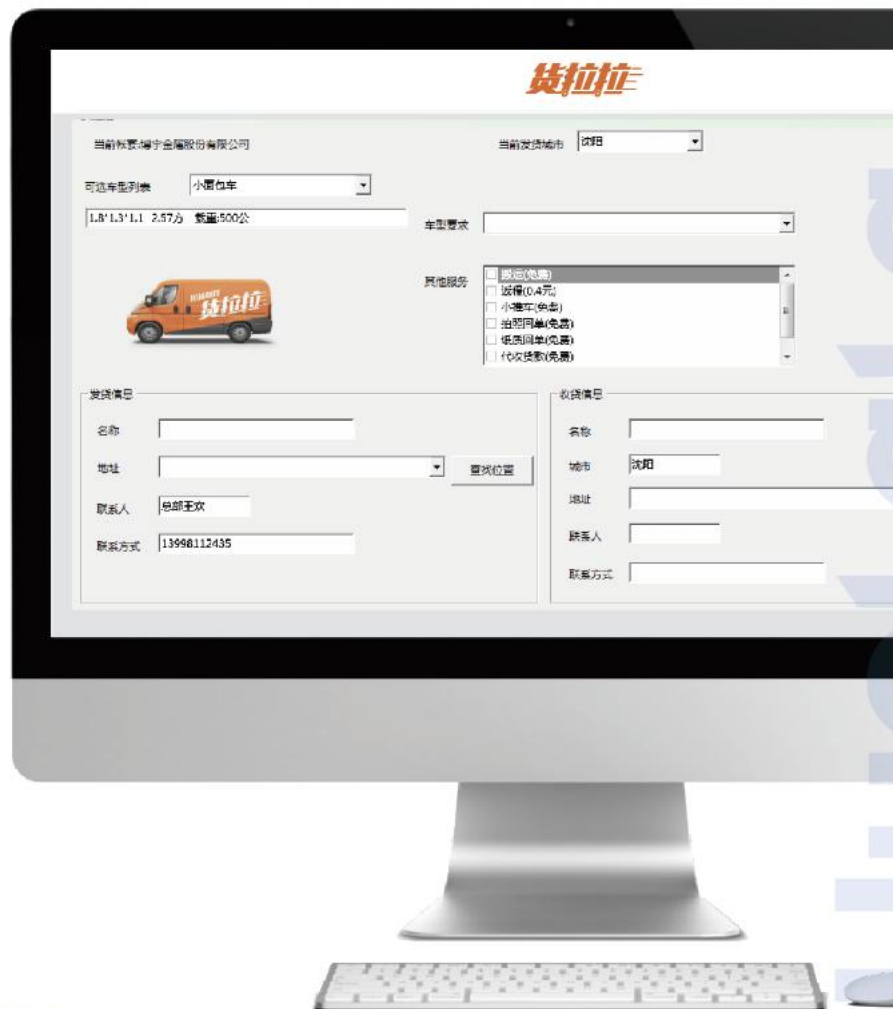 货拉拉
当前账套:博宁金属股份有限公司
当前发货城市 沈阳
可选车型列表 小面包车
1.8*1.3*1.1 2.57方 载重:500公
车型要求
其他服务
搬运(免费)
返程(0.4元)
小推车(免费)
拍照回单(免费)
纸质回单(免费)
代收货款(免费)
货拉拉
发货信息
名称
地址
查找位置
联系人 总部王欢
联系方式 13998112435
收货信息
名称
城市 沈阳
地址
联系人
联系方式